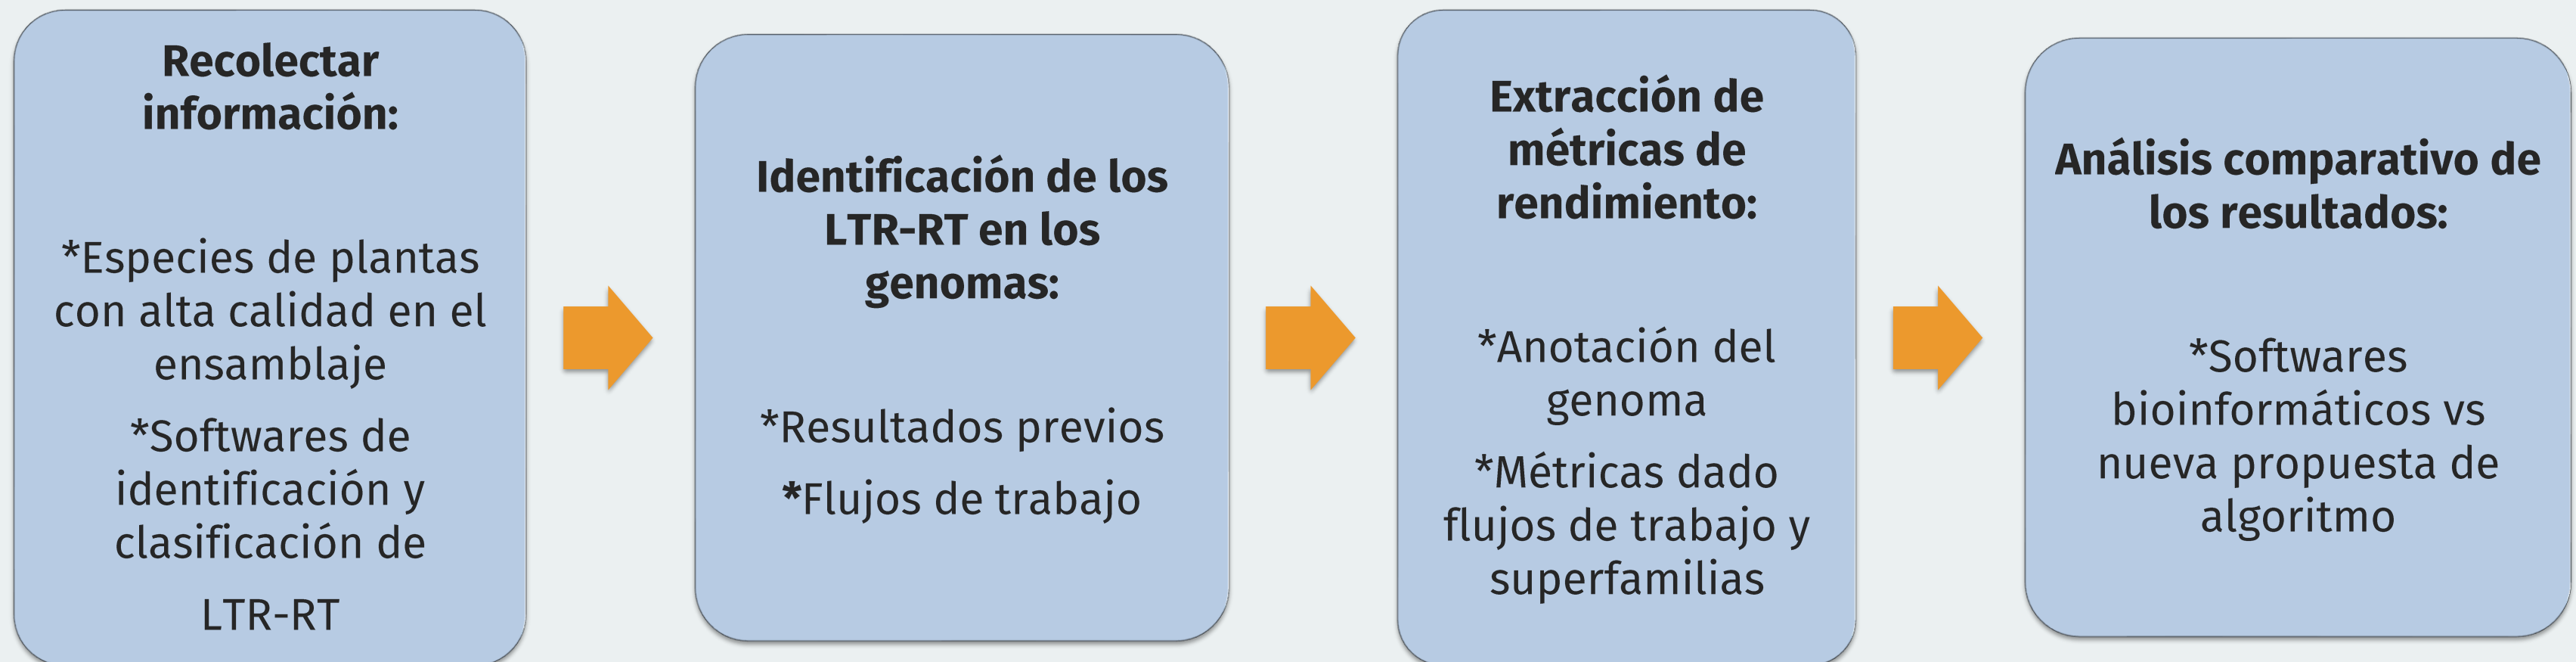 Recolectar
información:
*Especies de plantas
con alta calidad en el
ensamblaje
*Softwares de
identificación y
clasificación de
LTR-RT
Identificación de los
LTR-RT en los
genomas:
*Resultados previos
*Flujos de trabajo
Extracción de
métricas de
rendimiento:
*Anotación del
genoma
*Métricas dado
flujos de trabajo y
superfamilias
Análisis comparativo de
los resultados:
*Softwares
bioinformáticos vs
nueva propuesta de
algoritmo